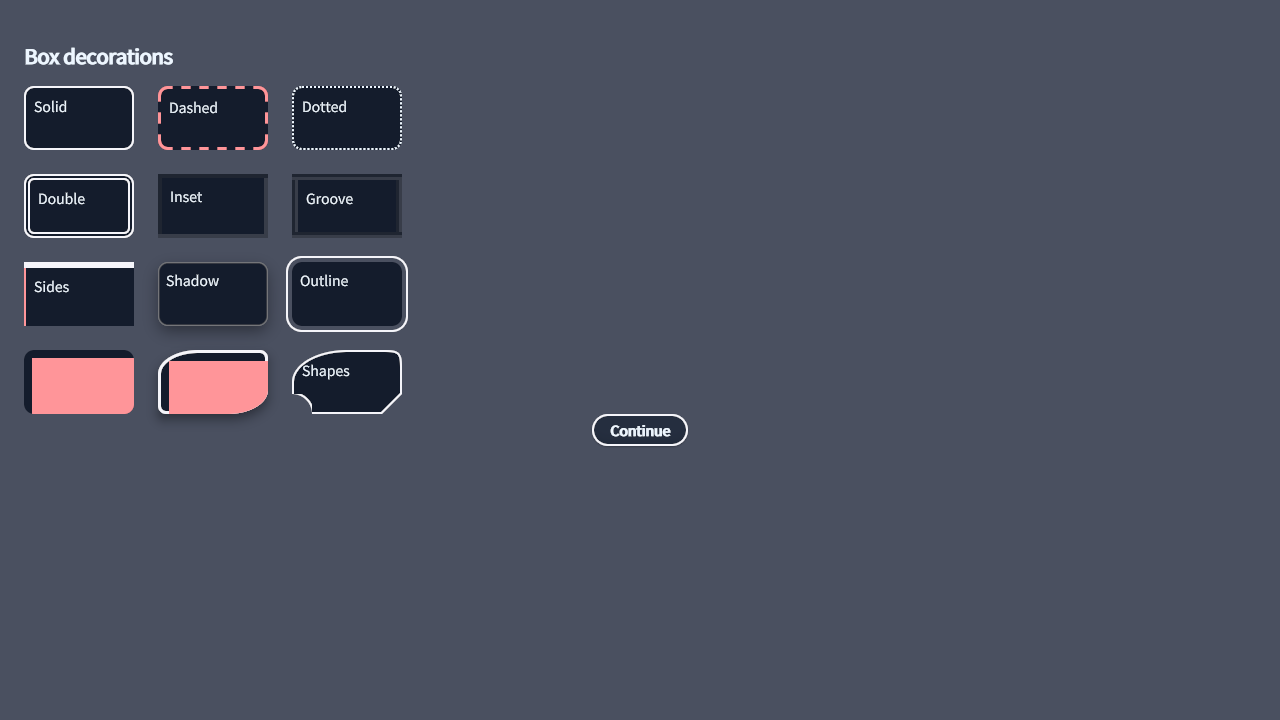 Box decorations
Solid
Dashed
Dotted
Double
Inset
Groove
Sides
Shadow
Outline
Shapes
Continue